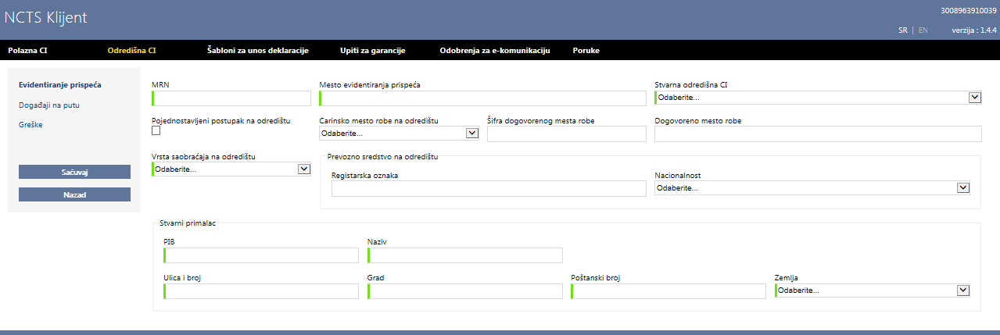 3008963910039
NCTS Klijent
SR | EN verzija : 1.4.4
Polazna CI Odredišna CI Šabloni za unos deklaracije Upiti za garancije Odobrenja za e-komunikaciju Poruke
Evidentiranje prispeća
Događaji na putu
Greške
Sačuvaj
Nazad
MRN Mesto evidentiranja prispeća Stvarna odredišna CI
Odaberite...
Pojednostavljeni postupak na odredištu Carinsko mesto robe na odredištu Šifra dogovorenog mesta robe Dogovoreno mesto robe
Odaberite...
Vrsta saobraćaja na odredištu Prevozno sredstvo na odredištu
Odaberite...
Registarska oznaka Nacionalnost
Odaberite...
Stvarni primalac
PIB Naziv
Ulica i broj Grad Poštanski broj Zemlja
Odaberite...